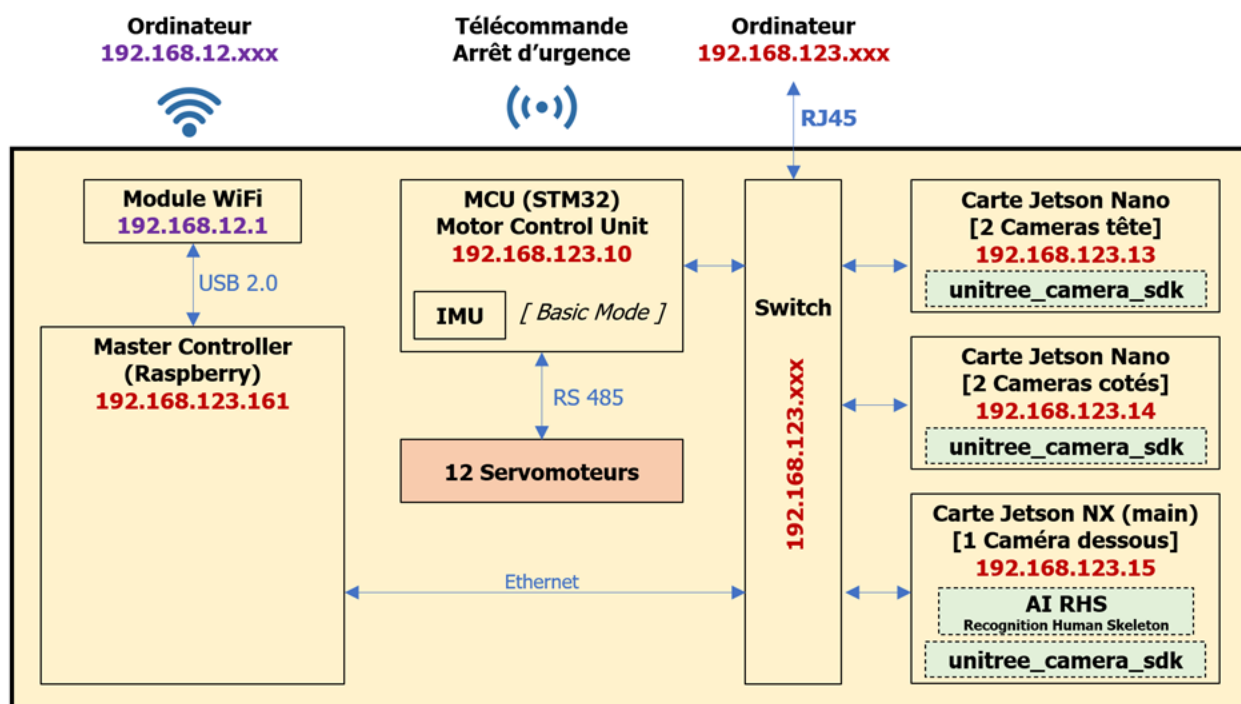 Ordinateur
192.168.12.xxx
Télécommande
Arrêt d’urgence
Ordinateur
192.168.123.xxx
RJ45
Module WiFi
192.168.12.1
USB 2.0
Master Controller
(Raspberry)
192.168.123.161
MCU (STM32)
Motor Control Unit
192.168.123.10
IMU
[ Basic Mode ]
RS 485
12 Servomoteurs
Ethernet
Switch
192.168.123.xxx
Carte Jetson Nano
[2 Cameras tête]
192.168.123.13
unitree_camera_sdk
Carte Jetson Nano
[2 Cameras cotés]
192.168.123.14
unitree_camera_sdk
Carte Jetson NX (main)
[1 Caméra dessous]
192.168.123.15
AI RHS
Recognition Human Skeleton
unitree_camera_sdk